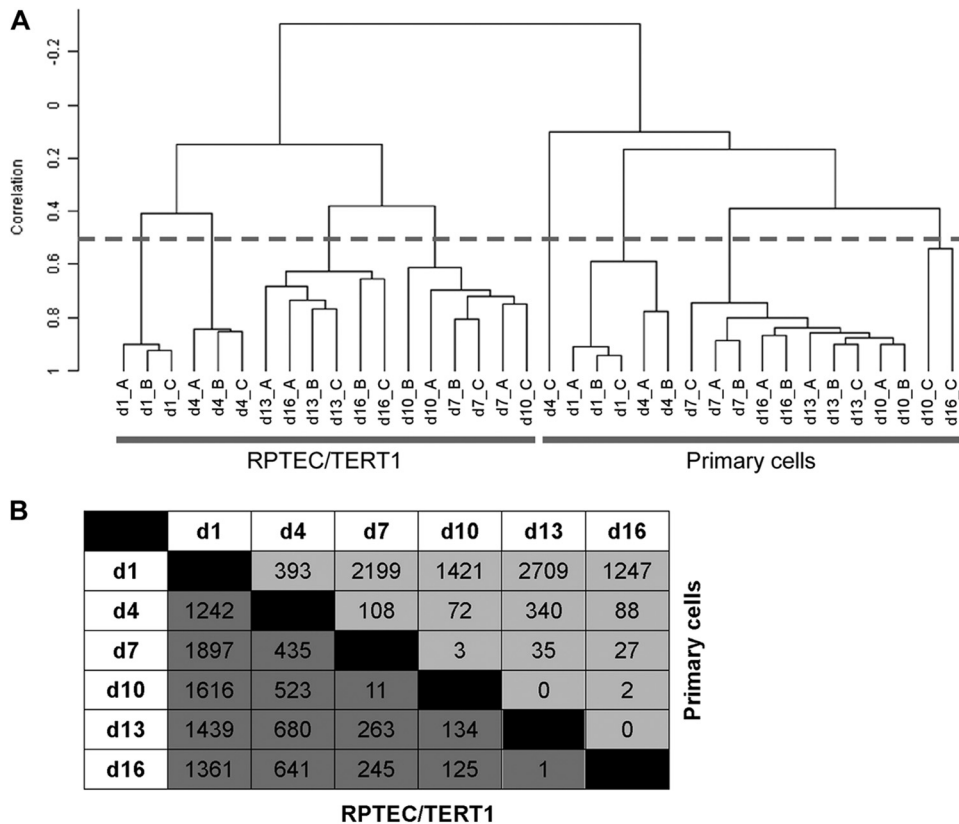 A
Correlation
-0.2
0
0.2
0.4
0.6
0.8
1
d1_A
d1_B
d1_C
d4_A
d4_B
d4_C
d13_A
d16_A
d13_B
d13_C
d16_B
d16_C
d10_B
d10_A
d7_B
d7_C
d7_A
d10_C
d4_C
d1_A
d1_B
d1_C
d4_A
d4_B
d7_C
d7_A
d7_B
d16_A
d16_B
d13_A
d13_B
d13_C
d10_A
d10_B
d10_C
d16_C
RPTEC/TERT1 Primary cells
B
d1 d4 d7 d10 d13 d16
d1 393 2199 1421 2709 1247
d4 1242 108 72 340 88
d7 1897 435 3 35 27
d10 1616 523 11 0 2
d13 1439 680 263 134 0
d16 1361 641 245 125 1
Primary cells
RPTEC/TERT1